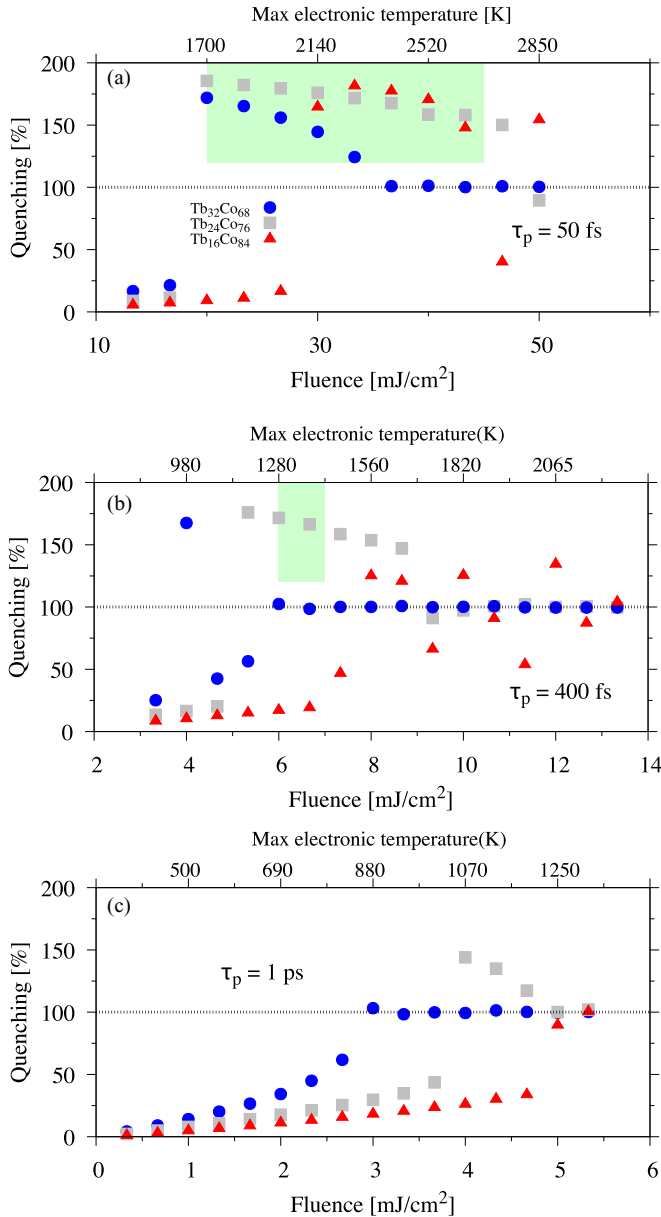 Max electronic temperature [K]
1700 2140 2520 2850
(a)
200
150
100
50
0
Quenching [%]
Tb32Co68
Tb24Co76
Tb16Co84
τp = 50 fs
10 30 50
Fluence [mJ/cm²]
Max electronic temperature(K)
980 1280 1560 1820 2065
(b)
200
150
100
50
0
Quenching [%]
τp = 400 fs
2 4 6 8 10 12 14
Fluence [mJ/cm²]
Max electronic temperature(K)
500 690 880 1070 1250
(c)
200
150
100
50
0
Quenching [%]
τp = 1 ps
0 1 2 3 4 5 6
Fluence [mJ/cm²]